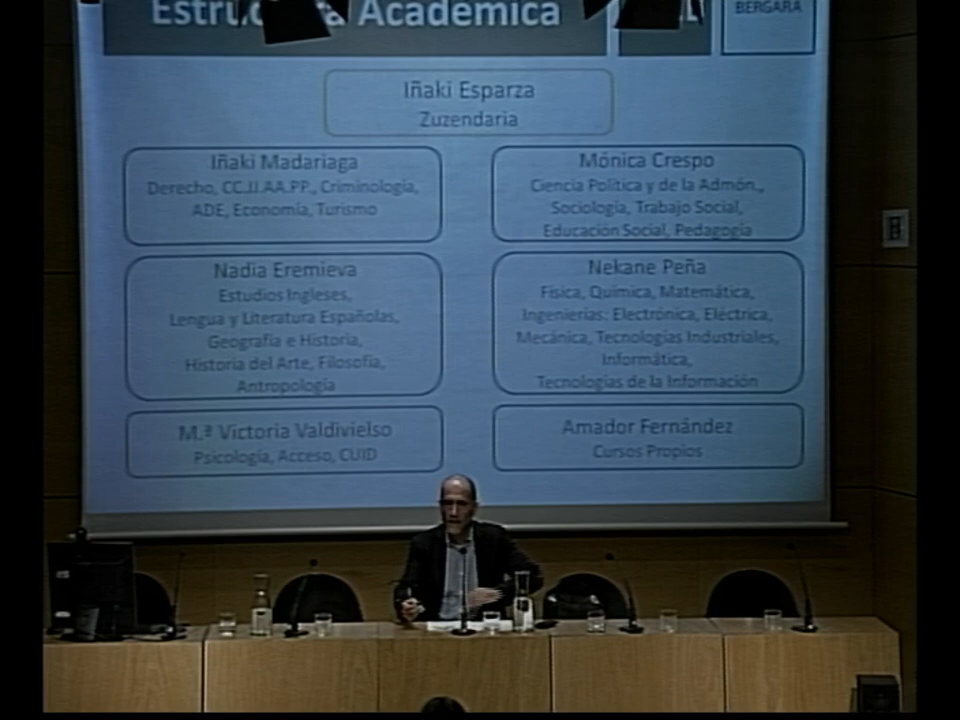 Estructura Académica
BERGARA
Iñaki Esparza
Zuzendaria
Iñaki Madariaga
Derecho, CC.JJ.AA.PP., Criminología,
ADE, Economía, Turismo
Mónica Crespo
Ciencia Política y de la Admón.,
Sociología, Trabajo Social,
Educación Social, Pedagogía
Nadia Eremieva
Estudios Ingleses,
Lengua y Literatura Españolas,
Geografía e Historia,
Historia del Arte, Filosofía,
Antropología
Nekane Peña
Física, Química, Matemática,
Ingenierías: Electrónica, Eléctrica,
Mecánica, Tecnologías Industriales,
Informática,
Tecnologías de la Información
M.ª Victoria Valdivielso
Psicología, Acceso, CUID
Amador Fernández
Cursos Propios